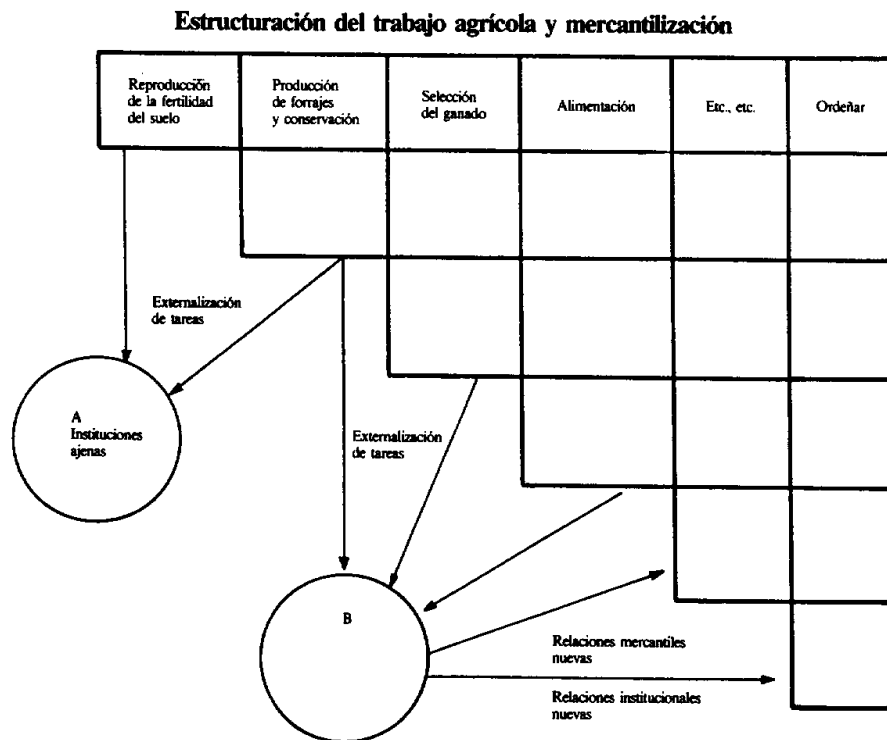 Estructuración del trabajo agrícola y mercantilización
Reproducción
de la fertilidad
del suelo
Producción
de forrajes
y conservación
Selección
del ganado
Alimentación
Etc., etc.
Ordeñar
Externalización
de tareas
A
Instituciones
ajenas
Externalización
de tareas
B
Relaciones mercantiles
nuevas
Relaciones institucionales
nuevas